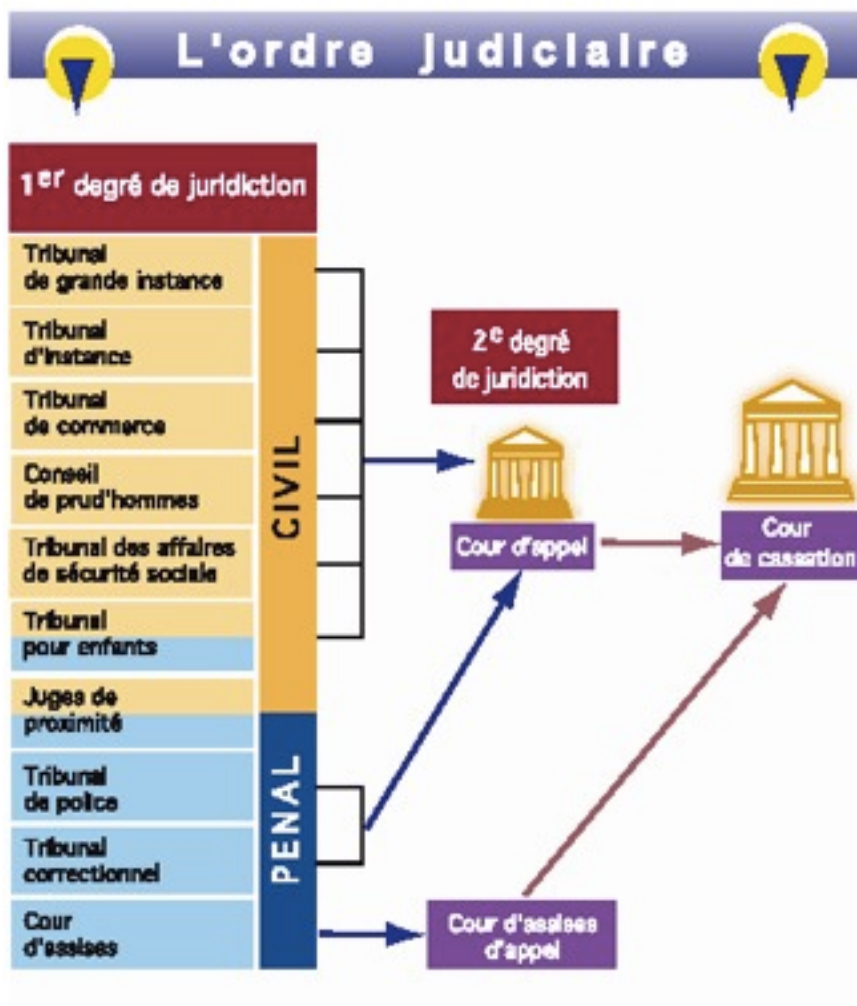 L'ordre judiciaire
1er degré de juridiction
Tribunal
de grande instance
Tribunal
d'instance
Tribunal
de commerce
Conseil
de prud'hommes
Tribunal des affaires
de sécurité sociale
Tribunal
pour enfants
Juges de
proximité
Tribunal
de police
Tribunal
correctionnel
Cour
d'assises
CIVIL
PENAL
2e degré
de juridiction
Cour d'appel
Cour d'assises
d'appel
Cour
de cassation